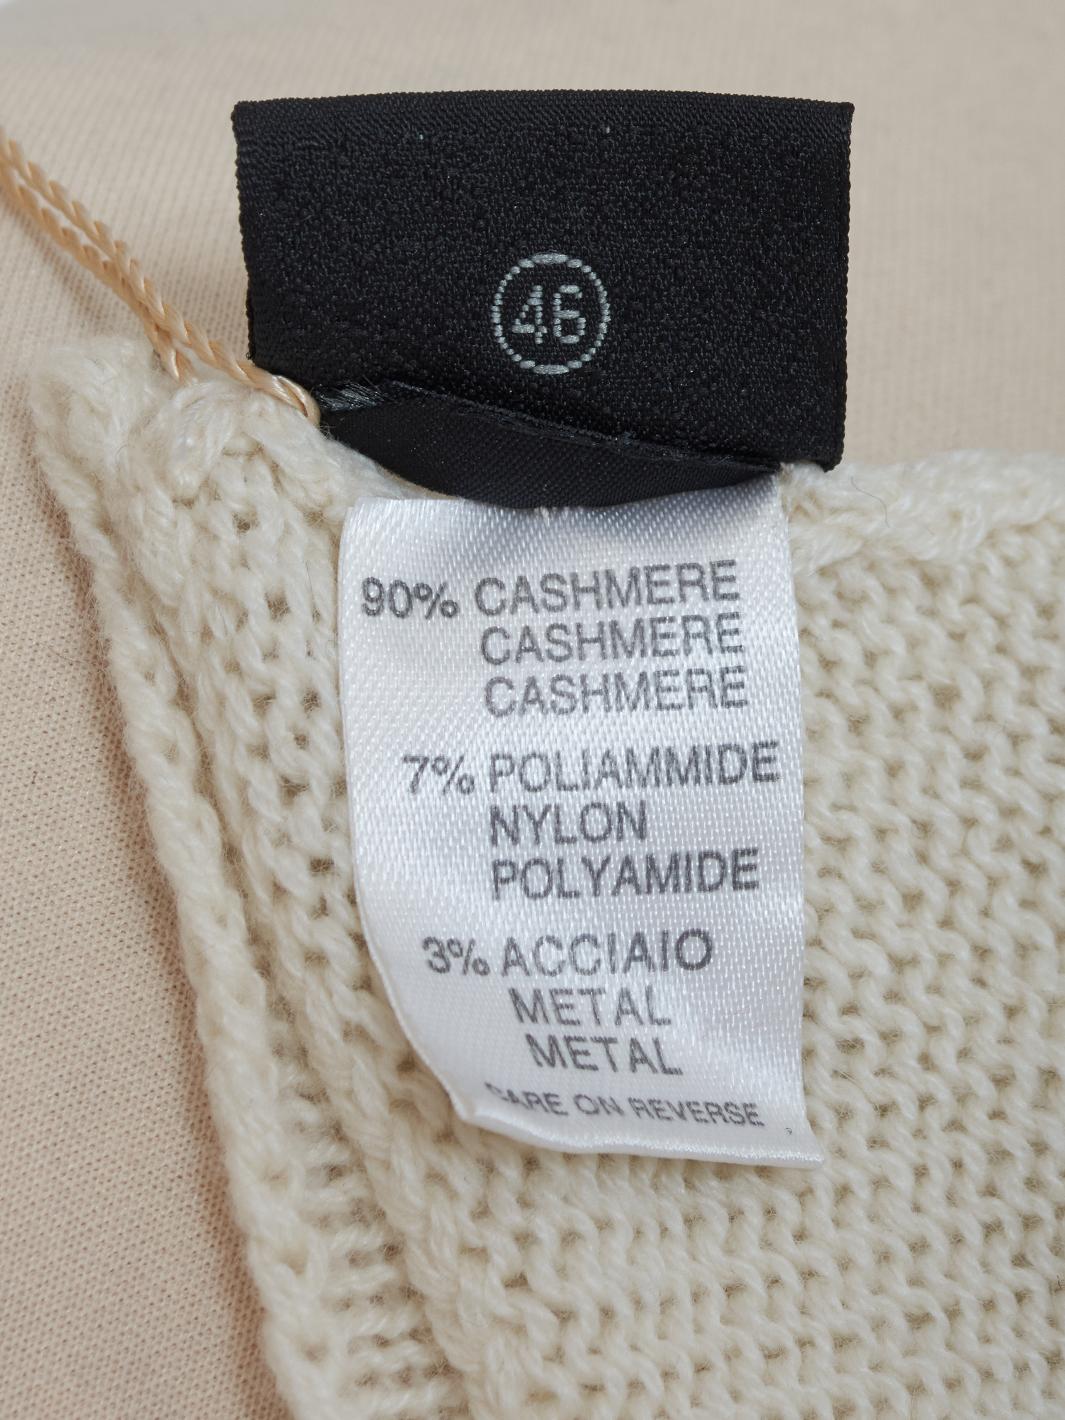 46
90% CASHMERE
CASHMERE
CASHMERE
7% POLIAMMIDE
NYLON
POLYAMIDE
3% ACCIAIO
METAL
METAL
CARE ON REVERSE